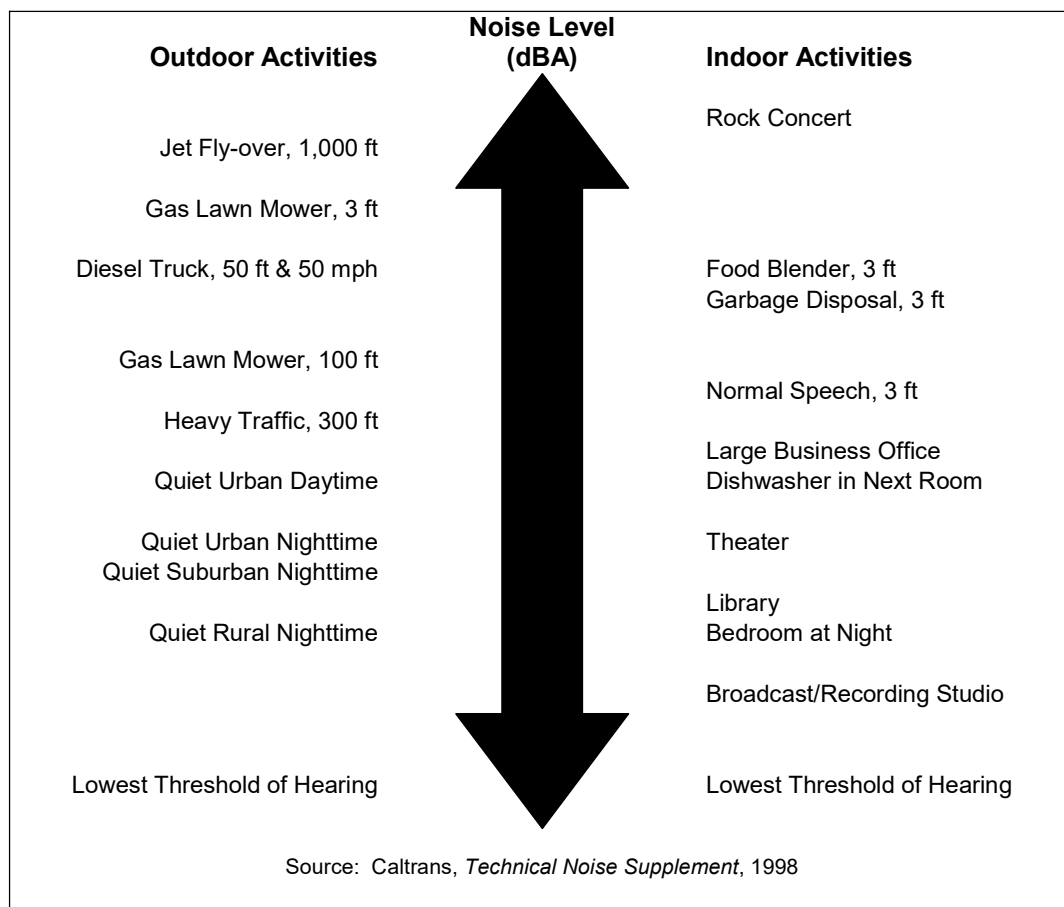 Noise Level
(dBA)
Outdoor Activities
Indoor Activities
Rock Concert
Jet Fly-over, 1,000 ft
Gas Lawn Mower, 3 ft
Diesel Truck, 50 ft & 50 mph
Food Blender, 3 ft
Garbage Disposal, 3 ft
Gas Lawn Mower, 100 ft
Normal Speech, 3 ft
Heavy Traffic, 300 ft
Large Business Office
Quiet Urban Daytime
Dishwasher in Next Room
Quiet Urban Nighttime
Theater
Quiet Suburban Nighttime
Library
Quiet Rural Nighttime
Bedroom at Night
Broadcast/Recording Studio
Lowest Threshold of Hearing
Lowest Threshold of Hearing
Source: Caltrans, Technical Noise Supplement, 1998